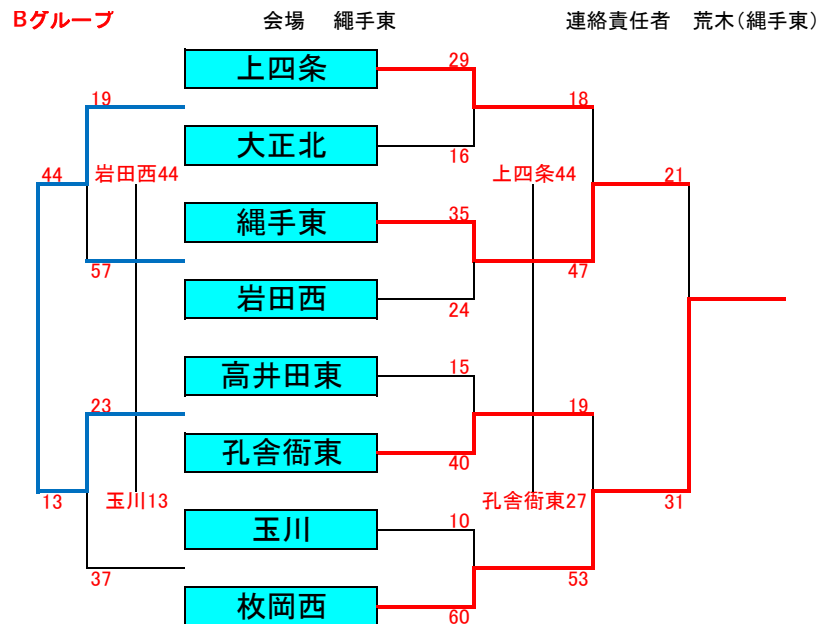 Bグループ 会場 縄手東 連絡責任者 荒木(縄手東)
上四条 29
19 18
大正北 16
44 岩田西44 上四条44 21
縄手東 35
57 47
岩田西 24
高井田東 15
23 19
孔舎衙東 40
13 玉川13 孔舎衙東27 31
玉川 10
37 53
枚岡西 60